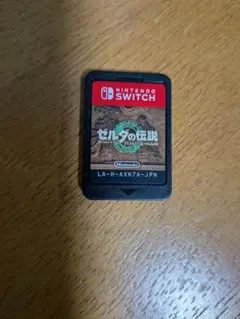 NINTENDO
SWITCH
ゼルダの伝説
Nintendo
LA-H-AXN7A-JPN